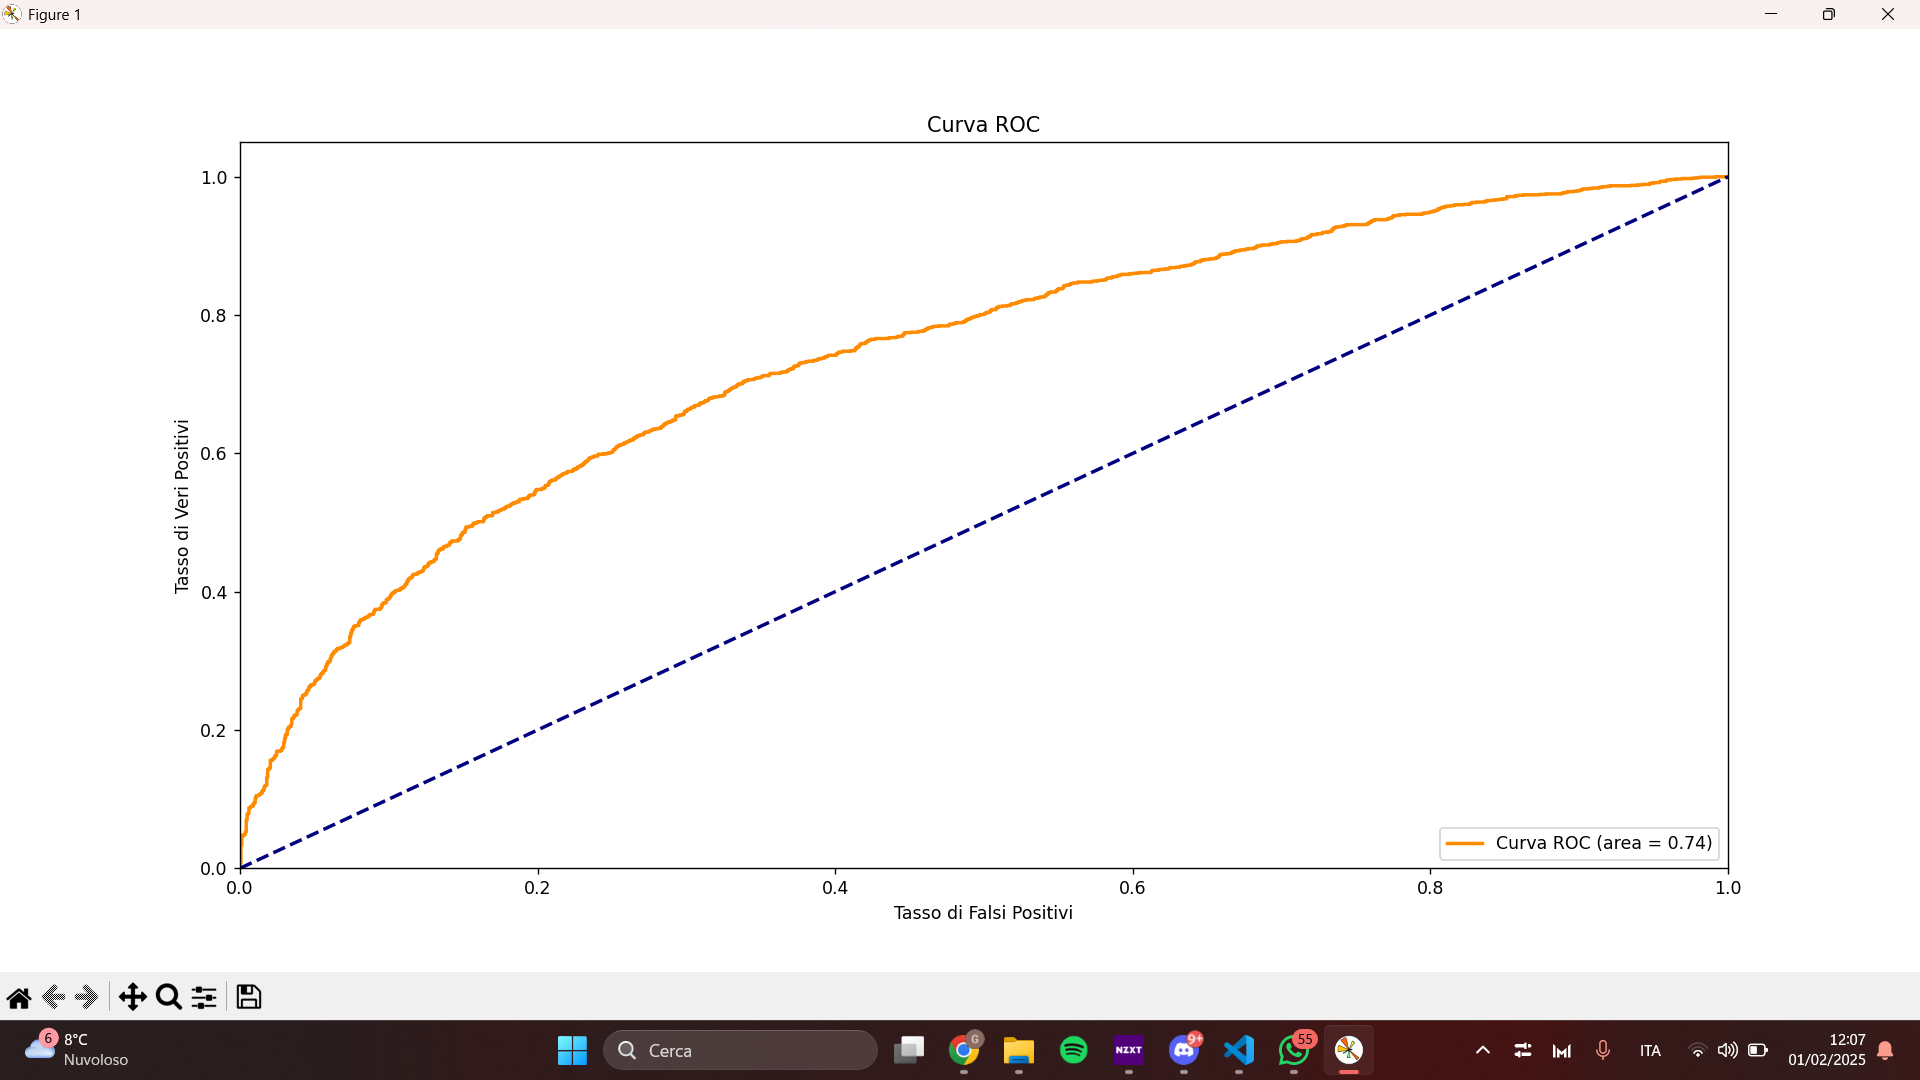 Figure 1
Curva ROC
1.0
0.8
0.6
0.4
0.2
0.0
Tasso di Veri Positivi
0.0 0.2 0.4 0.6 0.8 1.0
Tasso di Falsi Positivi
Curva ROC (area = 0.74)
6
8°C
Nuvoloso
Cerca
G
NZXT
9+
55
ITA
12:07
01/02/2025